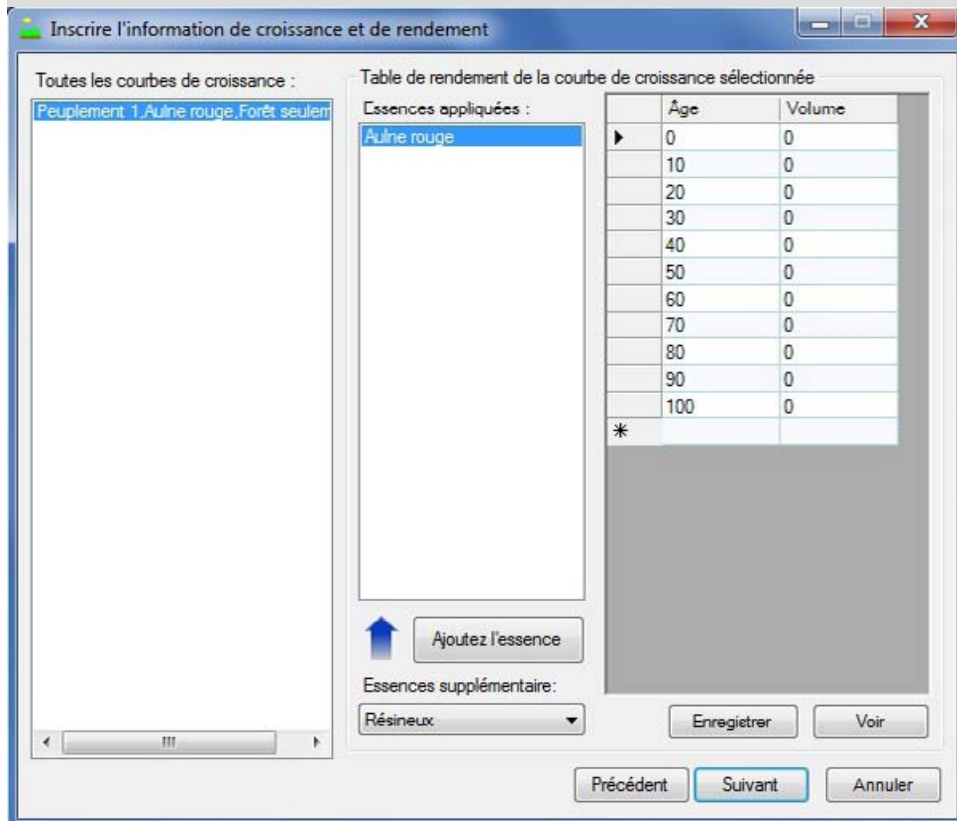 Inscrire l'information de croissance et de rendement
Toutes les courbes de croissance :
Peuplement 1,Aulne rouge,Forêt seulem
Table de rendement de la courbe de croissance sélectionnée
Essences appliquées :
Aulne rouge
Age Volume
0 0
10 0
20 0
30 0
40 0
50 0
60 0
70 0
80 0
90 0
100 0
Ajoutez l'essence
Essences supplémentaire:
Résineux
Enregistrer Voir
Précédent Suivant Annuler